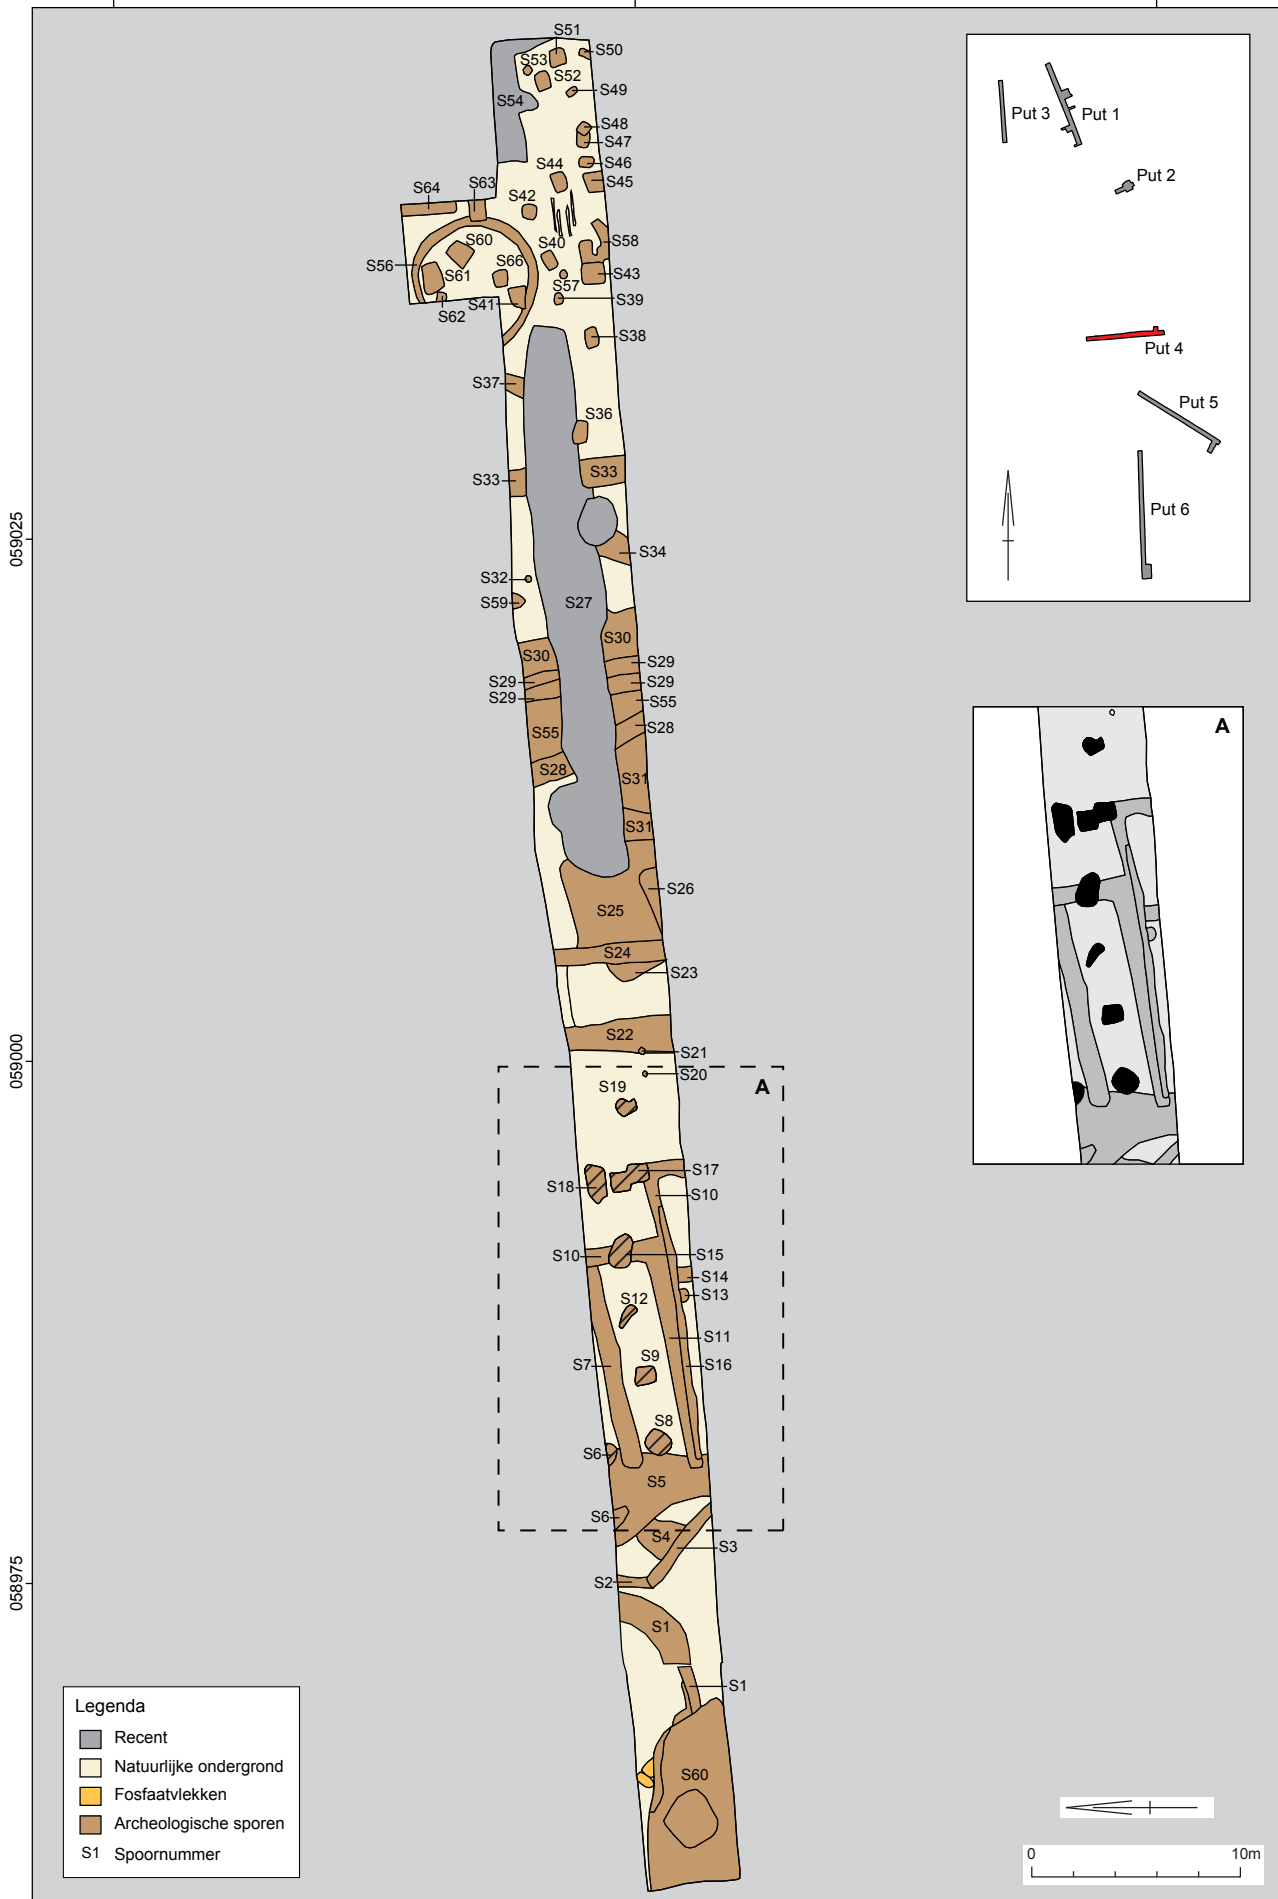 S51
S50
S53
S52
S49
S54
S48
S47
S46
S44
S45
S64
S63
S42
S60
S40
S58
S56
S61
S66
S43
S57
S62
S41
S39
S38
S37
S36
S33
S33
S34
S32
S59
S27
S30
S30
S29
S29
S29
S29
S55
S28
S55
S28
S31
S31
S26
S25
S24
S23
S22
S21
S20
S19
A
S17
S18
S10
S10
S15
S14
S13
S12
S11
S9
S7
S16
S8
S6
S5
S6
S4
S3
S2
S1
S1
S60
059025
059000
058975
Put 3
Put 1
Put 2
Put 4
Put 5
Put 6
A
Legenda
Recent
Natuurlijke ondergrond
Fosfaatvlekken
Archeologische sporen
S1 Spoornummer
0 10m